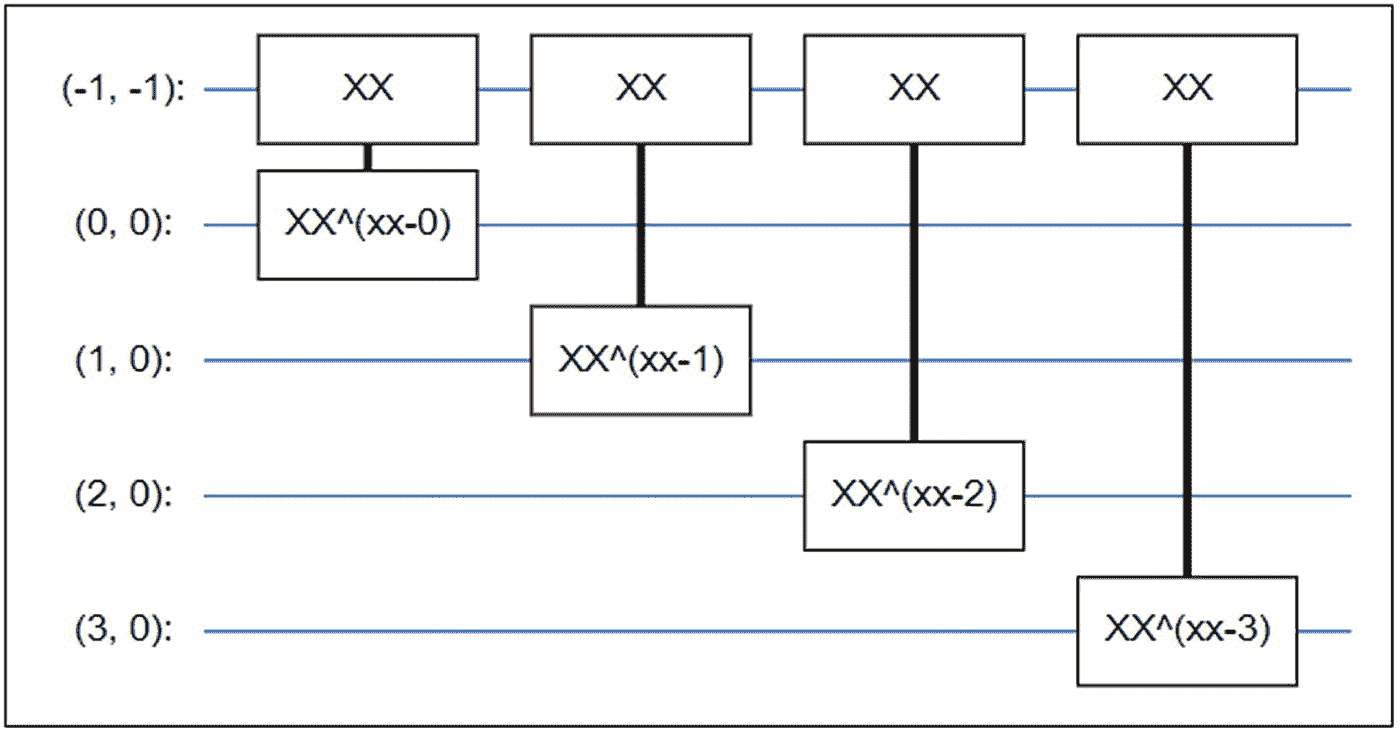 (-1, -1): XX XX XX XX
(0, 0): XX^(xx-0)
(1, 0): XX^(xx-1)
(2, 0): XX^(xx-2)
(3, 0): XX^(xx-3)